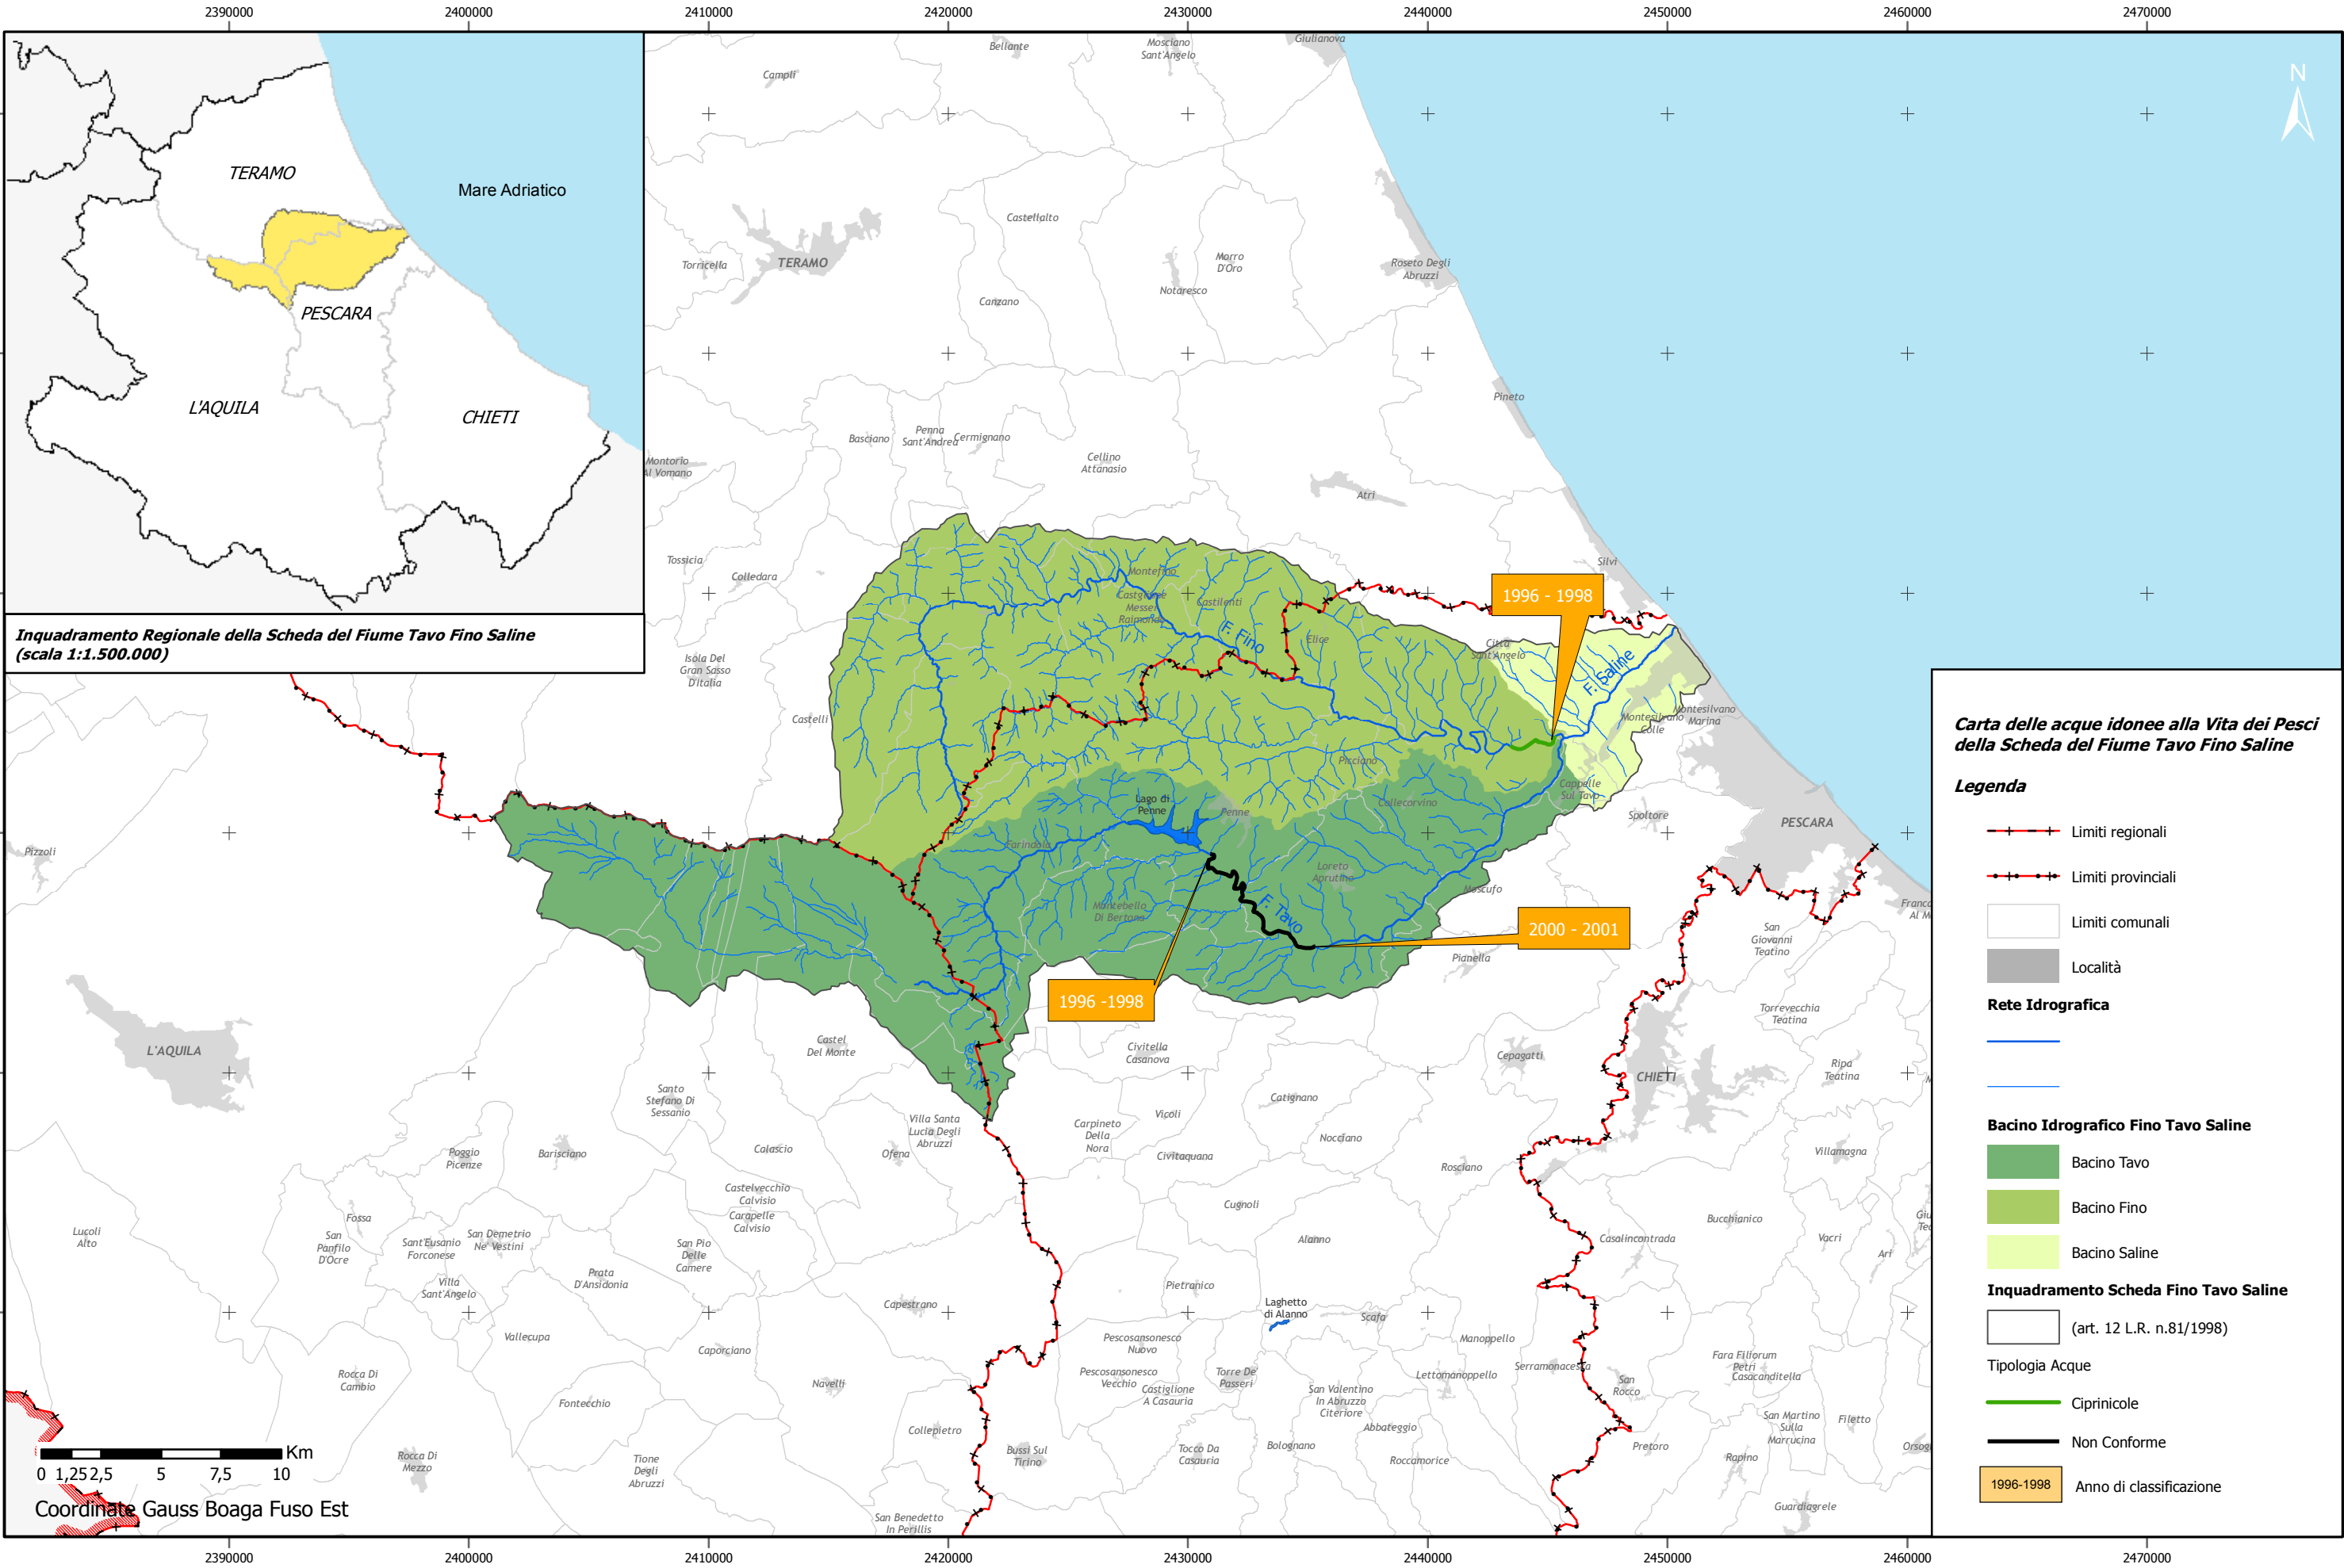 2390000 2400000 2410000 2420000 2430000 2440000 2450000 2460000 2470000
TERAMO
Mare Adriatico
PESCARA
L'AQUILA
CHIETI
Inquadramento Regionale della Scheda del Fiume Tavo Fino Saline
(scala 1:1.500.000)
N
Bellante
Mosciano
Sant'Angelo
Giulianova
Campli
Castellalto
Torricella
TERAMO
Morro
D'Oro
Roseto Degli
Abruzzi
Notaresco
Canzano
Pineto
Basciano
Penna
Sant'Andrea
Cermignano
Cellino
Attanasio
Montorio
Al Vomano
Atri
Tossicia
Colledara
Silvi
Montefino
Castiglione
Messer
Raimondo
Castilenti
1996 - 1998
F. Fino
Elice
Città
Sant'Angelo
F. Saline
Isola Del
Gran Sasso
D'Italia
Castelli
Montesilvano
Marina
Montesilvano
Colle
Picciano
Cappelle
Sul Tavo
Collecorvino
Lago di
Penne
Penne
Spoltore
PESCARA
Pizzoli
Farindola
Loreto
Aprutino
Moscufo
Montebello
Di Bertona
F. Tavo
2000 - 2001
Pianella
San
Giovanni
Teatino
1996 -1998
Torrevecchia
Teatina
L'AQUILA
Castel
Del Monte
Civitella
Casanova
Cepagatti
CHIETI
Ripa
Teatina
Santo
Stefano Di
Sessanio
Catignano
Villa Santa
Lucia Degli
Abruzzi
Vicoli
Carpineto
Della
Nora
Nocciano
Calascio
Ofena
Civitaquana
Rosciano
Villamagna
Poggio
Picenze
Barisciano
Castelvecchio
Calvisio
Carapelle
Calvisio
Cugnoli
Bucchianico
Lucoli
Alto
Fossa
San
Panfilo
D'Ocre
Sant'Eusanio
Forconese
San Demetrio
Ne' Vestini
San Pio
Delle
Camere
Alanno
Casalincontrada
Vacri
Ari
Villa
Sant'Angelo
Prata
D'Ansidonia
Pietranico
Capestrano
Laghetto
di Alanno
Scafa
Vallecupa
Caporciano
Pescosansonesco
Nuovo
Manoppello
Pescosansonesco
Vecchio
Torre De'
Passeri
Serramonacesca
Fara Filiorum
Petri
Casacanditella
Rocca Di
Cambio
Navelli
Castiglione
A Casauria
San Valentino
In Abruzzo
Citeriore
Lettomanoppello
San
Rocco
Fontecchio
Abbateggio
San Martino
Sulla
Marrucina
Filetto
Collepietro
Bussi Sul
Tirino
Tocco Da
Casauria
Bolognano
Roccamorice
Pretoro
Rapino
Rocca Di
Mezzo
Tione
Degli
Abruzzi
Guardiagrele
San Benedetto
In Perillis
Km
0 1,25 2,5 5 7,5 10
Coordinate Gauss Boaga Fuso Est
Carta delle acque idonee alla Vita dei Pesci
della Scheda del Fiume Tavo Fino Saline
Legenda
Limiti regionali
Limiti provinciali
Limiti comunali
Località
Rete Idrografica
Bacino Idrografico Fino Tavo Saline
Bacino Tavo
Bacino Fino
Bacino Saline
Inquadramento Scheda Fino Tavo Saline
(art. 12 L.R. n.81/1998)
Tipologia Acque
Ciprinicole
Non Conforme
1996-1998 Anno di classificazione
2390000 2400000 2410000 2420000 2430000 2440000 2450000 2460000 2470000